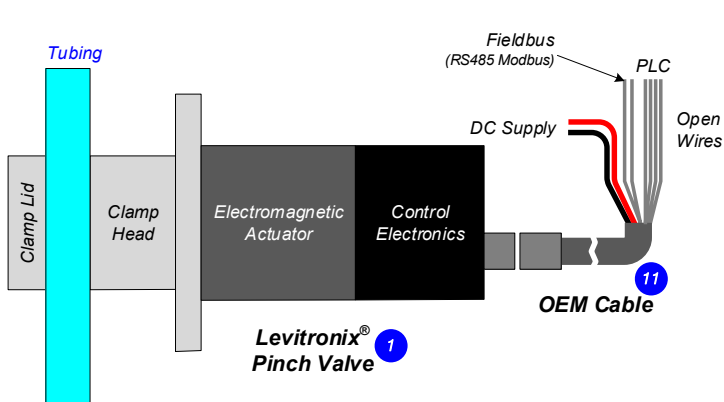 Tubing
Fieldbus
(RS485 Modbus)
PLC
DC Supply
Open
Wires
Clamp Lid
Clamp
Head
Electromagnetic
Actuator
Control
Electronics
11
OEM Cable
Levitronix®
Pinch Valve
1